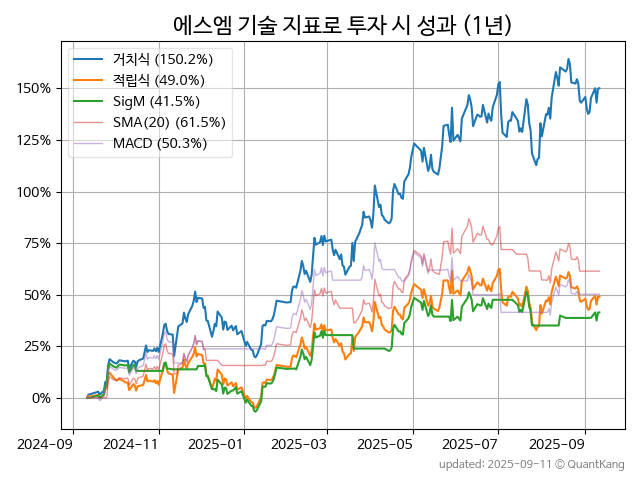 에스엠 기술 지표로 투자 시 성과 (1년)
거치식 (150.2%)
적립식 (49.0%)
SigM (41.5%)
SMA(20) (61.5%)
MACD (50.3%)
150%
125%
100%
75%
50%
25%
0%
2024-09 2024-11 2025-01 2025-03 2025-05 2025-07 2025-09
updated: 2025-09-11 © QuantKang